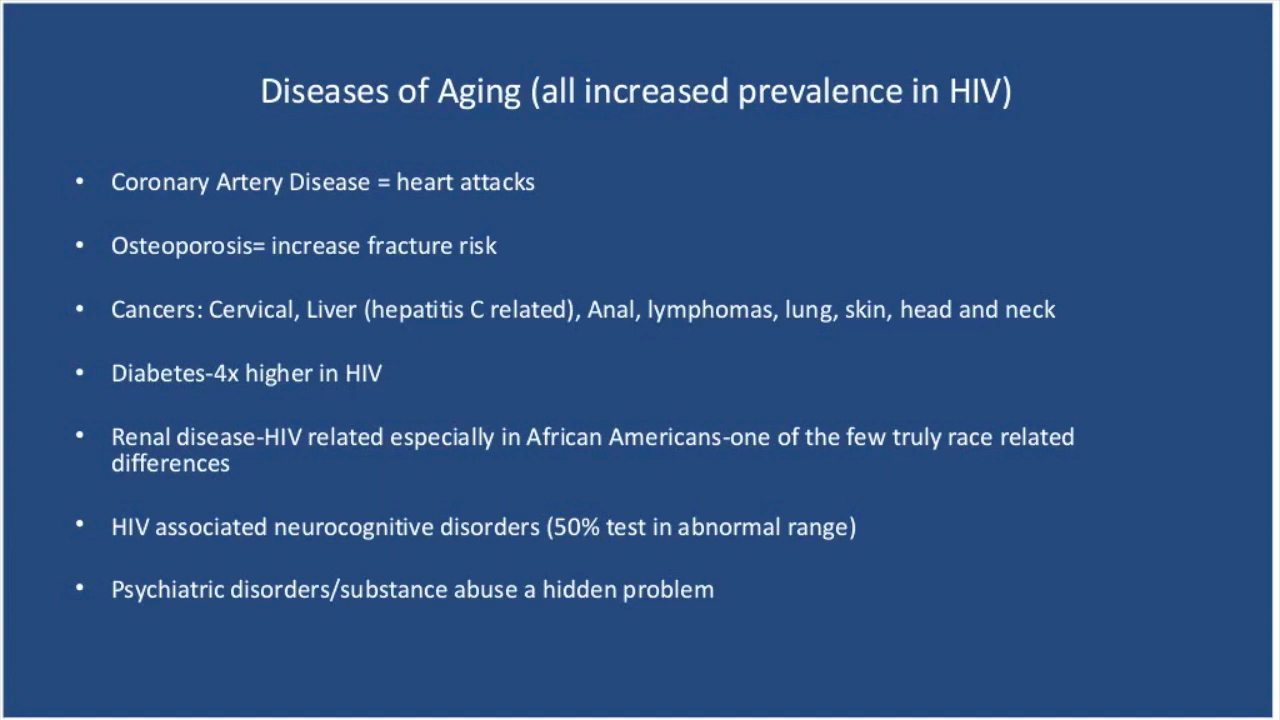 Diseases of Aging (all increased prevalence in HIV)
• Coronary Artery Disease = heart attacks
• Osteoporosis= increase fracture risk
• Cancers: Cervical, Liver (hepatitis C related), Anal, lymphomas, lung, skin, head and neck
• Diabetes-4x higher in HIV
• Renal disease-HIV related especially in African Americans-one of the few truly race related
differences
• HIV associated neurocognitive disorders (50% test in abnormal range)
• Psychiatric disorders/substance abuse a hidden problem